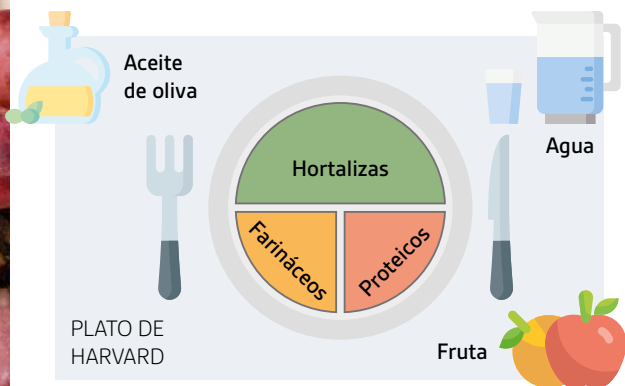 Aceite
de oliva
Agua
Hortalizas
Farináceos
Proteicos
PLATO DE
HARVARD
Fruta